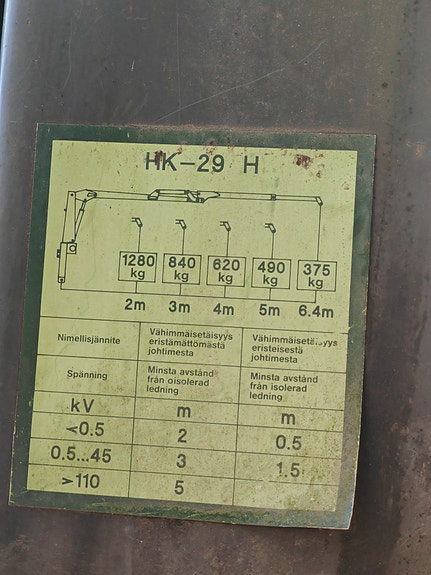 HK-29 H
1280 kg 840 kg 620 kg 490 kg 375 kg
2m 3m 4m 5m 6.4m
Nimellisjännite
Vähimmäisetäisyys
eristämättömästä
johtimesta
Vähimmäisetäisyys
eristeisestä
johtimesta
Spänning
Minsta avstånd
från oisolerad
ledning
Minsta avstånd
från isolerad
ledning
kV m m
<0.5 2 0.5
0.5...45 3 1.5
>110 5